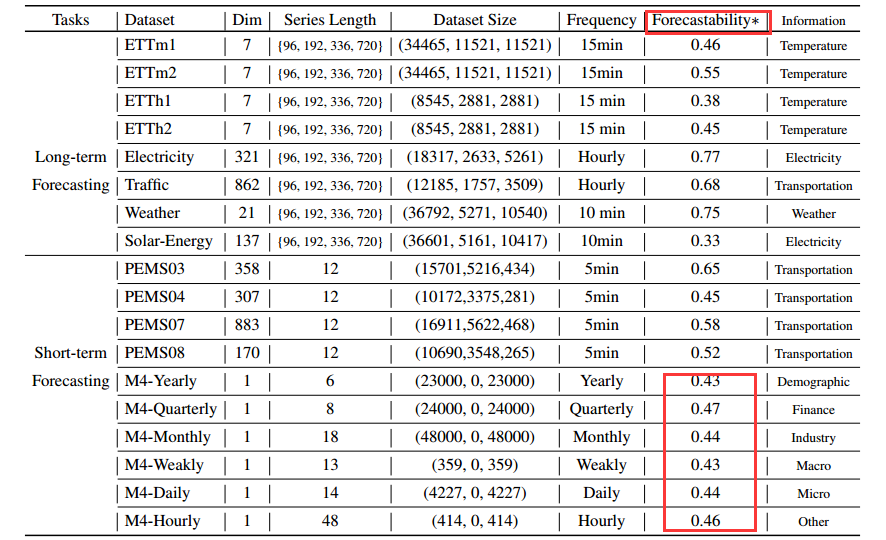 Tasks Dataset Dim Series Length Dataset Size Frequency Forecastability∗ Information
ETTm1 7 {96, 192, 336, 720} (34465, 11521, 11521) 15min 0.46 Temperature
ETTm2 7 {96, 192, 336, 720} (34465, 11521, 11521) 15min 0.55 Temperature
ETTh1 7 {96, 192, 336, 720} (8545, 2881, 2881) 15 min 0.38 Temperature
ETTh2 7 {96, 192, 336, 720} (8545, 2881, 2881) 15 min 0.45 Temperature
Long-term Electricity 321 {96, 192, 336, 720} (18317, 2633, 5261) Hourly 0.77 Electricity
Forecasting Traffic 862 {96, 192, 336, 720} (12185, 1757, 3509) Hourly 0.68 Transportation
Weather 21 {96, 192, 336, 720} (36792, 5271, 10540) 10 min 0.75 Weather
Solar-Energy 137 {96, 192, 336, 720} (36601, 5161, 10417) 10min 0.33 Electricity
PEMS03 358 12 (15701,5216,434) 5min 0.65 Transportation
PEMS04 307 12 (10172,3375,281) 5min 0.45 Transportation
PEMS07 883 12 (16911,5622,468) 5min 0.58 Transportation
Short-term PEMS08 170 12 (10690,3548,265) 5min 0.52 Transportation
Forecasting M4-Yearly 1 6 (23000, 0, 23000) Yearly 0.43 Demographic
M4-Quarterly 1 8 (24000, 0, 24000) Quarterly 0.47 Finance
M4-Monthly 1 18 (48000, 0, 48000) Monthly 0.44 Industry
M4-Weakly 1 13 (359, 0, 359) Weakly 0.43 Macro
M4-Daily 1 14 (4227, 0, 4227) Daily 0.44 Micro
M4-Hourly 1 48 (414, 0, 414) Hourly 0.46 Other